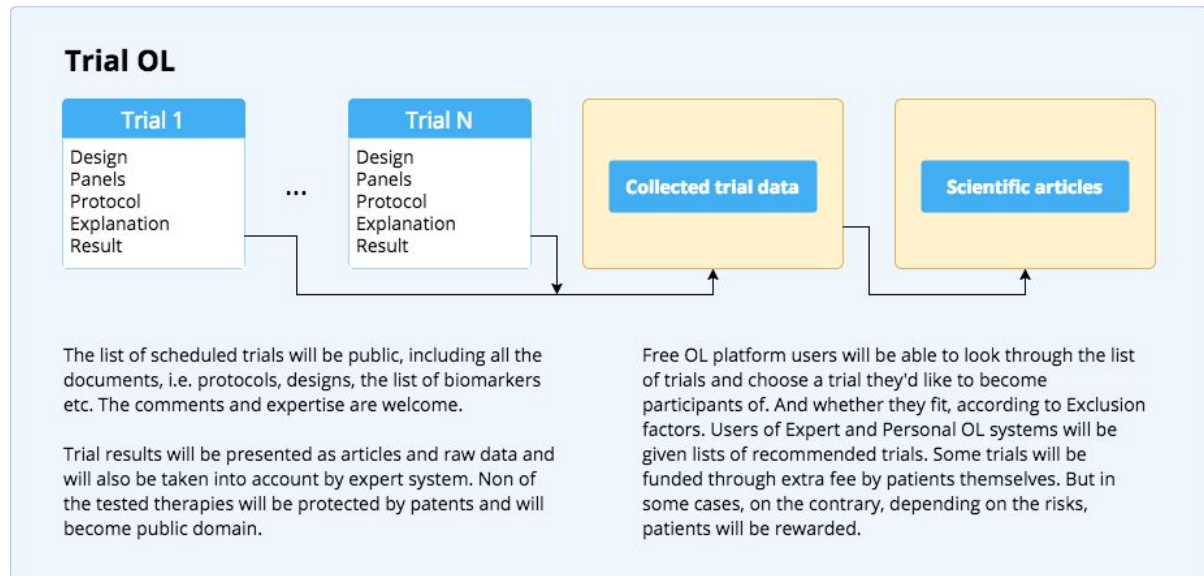 Trial OL
Trial 1
Design
Panels
Protocol
Explanation
Result
...
Trial N
Design
Panels
Protocol
Explanation
Result
Collected trial data
Scientific articles
The list of scheduled trials will be public, including all the
documents, i.e. protocols, designs, the list of biomarkers
etc. The comments and expertise are welcome.
Trial results will be presented as articles and raw data and
will also be taken into account by expert system. Non of
the tested therapies will be protected by patents and will
become public domain.
Free OL platform users will be able to look through the list
of trials and choose a trial they'd like to become
participants of. And whether they fit, according to Exclusion
factors. Users of Expert and Personal OL systems will be
given lists of recommended trials. Some trials will be
funded through extra fee by patients themselves. But in
some cases, on the contrary, depending on the risks,
patients will be rewarded.